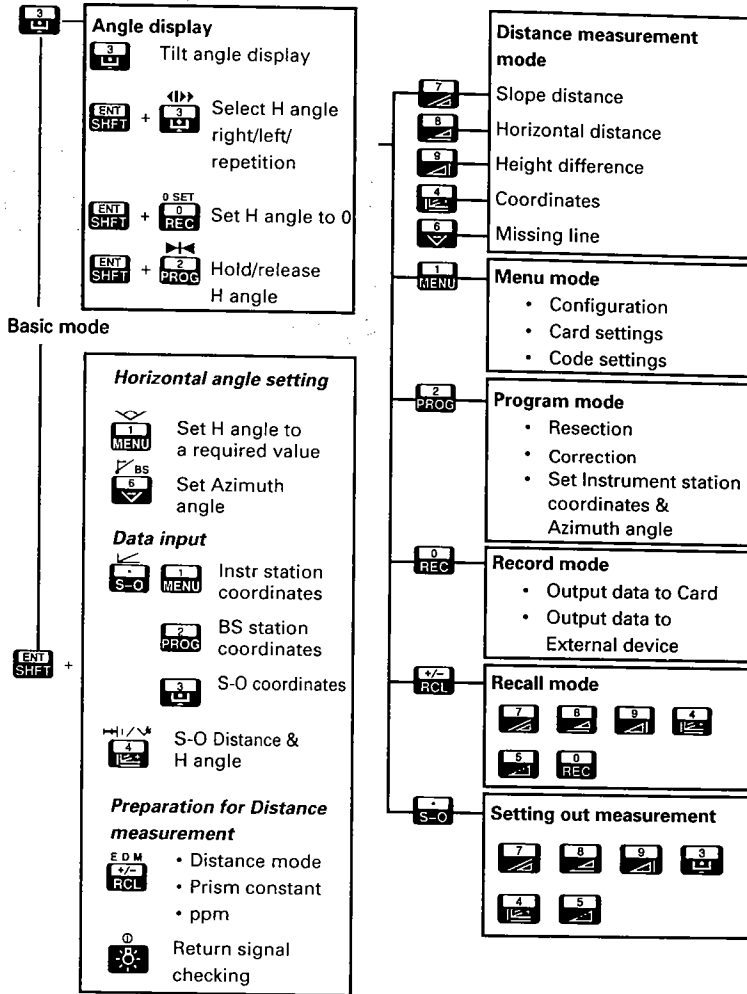 3
Angle display
3 Tilt angle display
ENT SHFT + 3 Select H angle
right/left/
repetition
0 SET
ENT SHFT + 0 REC Set H angle to 0
ENT SHFT + 2 PROG Hold/release
H angle
Basic mode
ENT SHFT +
Horizontal angle setting
1 MENU Set H angle to
a required value
BS
6 Set Azimuth
angle
Data input
. S–O 1 MENU Instr station
coordinates
2 PROG BS station
coordinates
3 S-O coordinates
4 S-O Distance &
H angle
Preparation for Distance
measurement
EDM
+/– RCL • Distance mode
• Prism constant
• ppm
Return signal
checking
Distance measurement
mode
7 Slope distance
8 Horizontal distance
9 Height difference
4 Coordinates
6 Missing line
1 MENU Menu mode
• Configuration
• Card settings
• Code settings
2 PROG Program mode
• Resection
• Correction
• Set Instrument station
coordinates &
Azimuth angle
0 REC Record mode
• Output data to Card
• Output data to
External device
+/– RCL Recall mode
7 8 9 4
5 0 REC
. S–O Setting out measurement
7 8 9 3
4 5